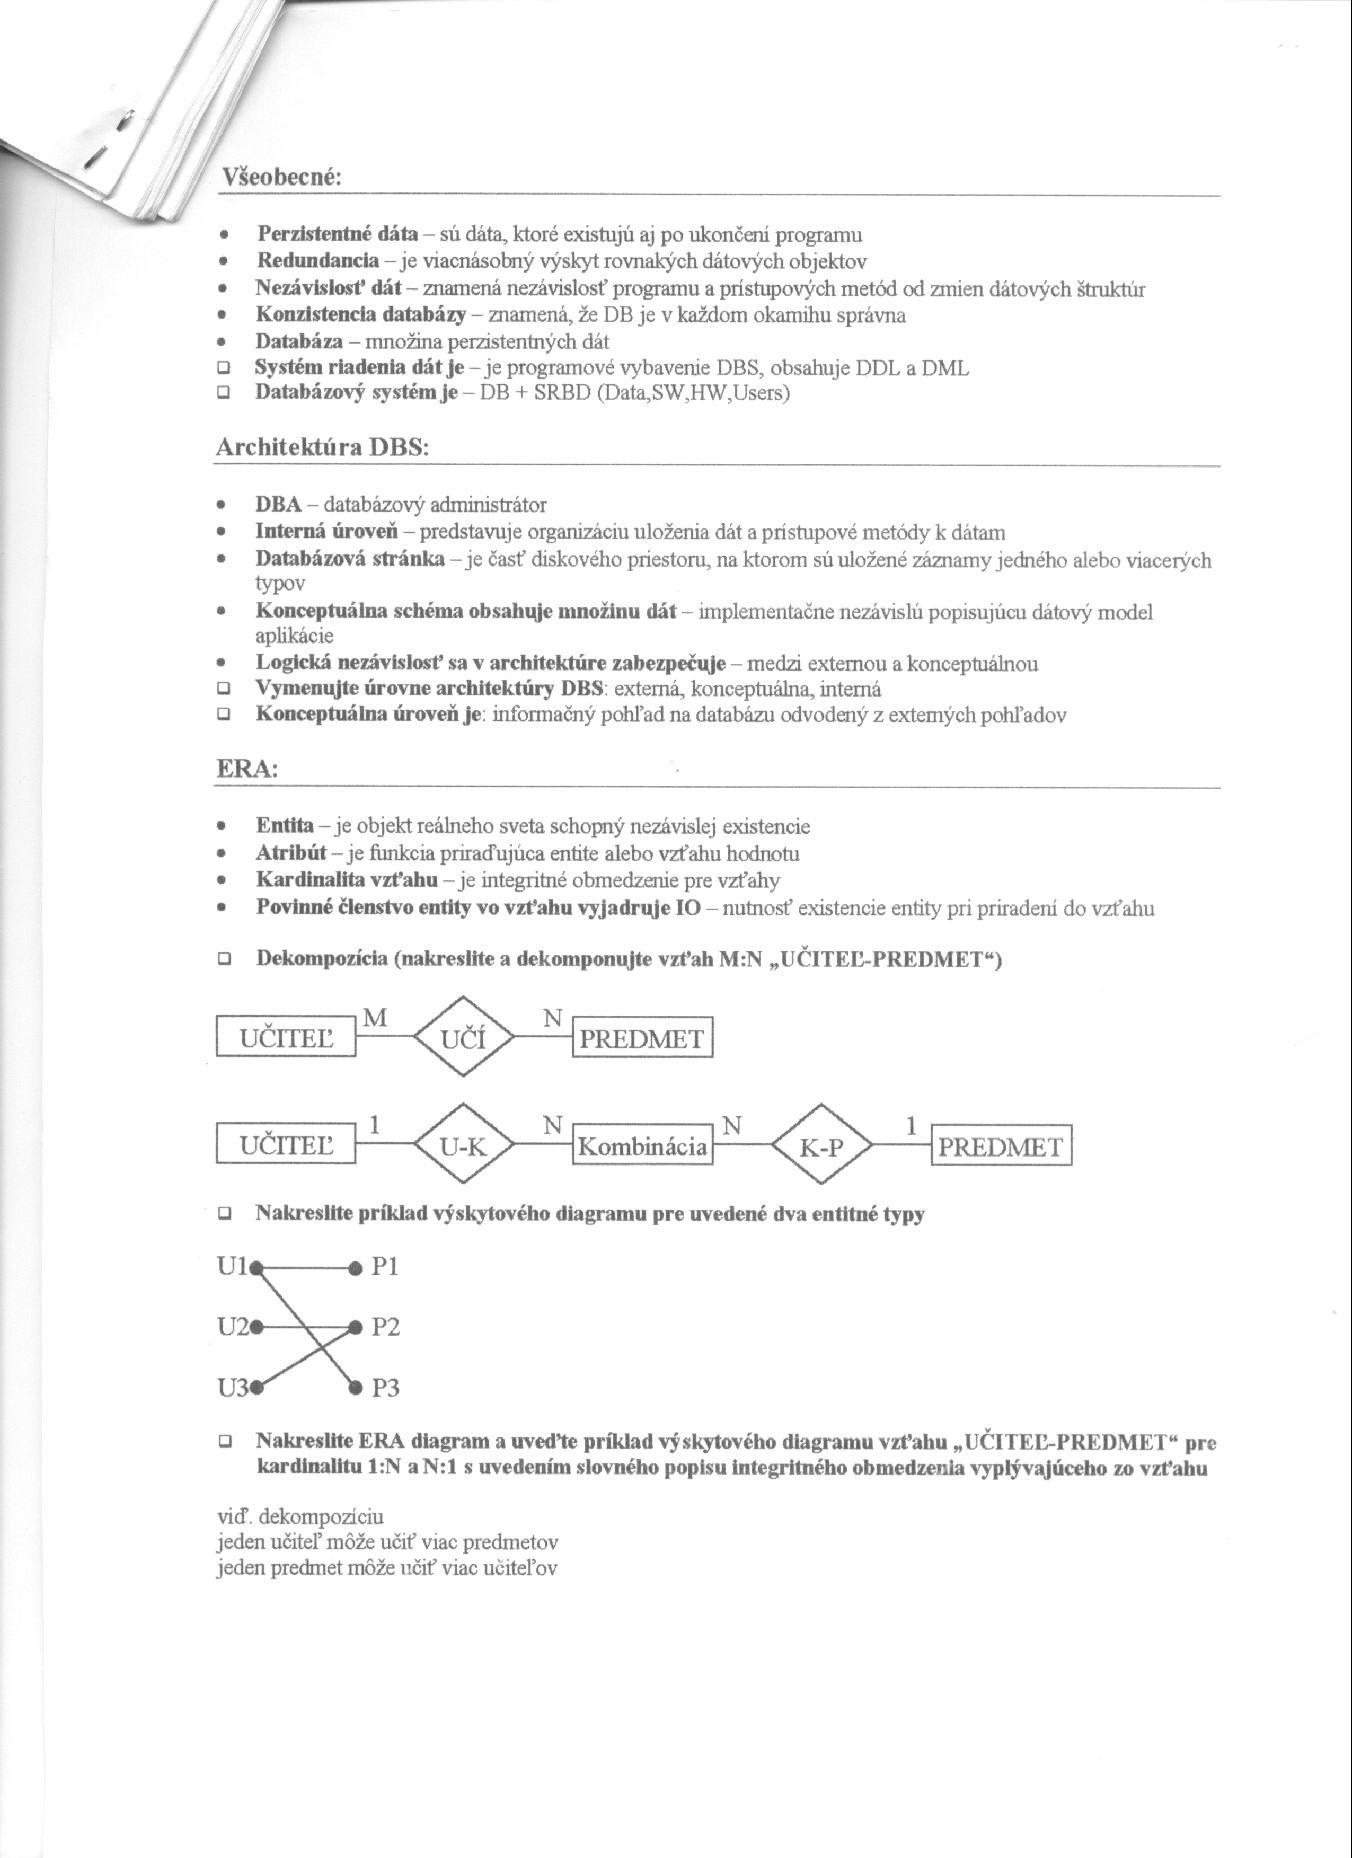 Všeobecné:
• Perzistentné dáta – sú dáta, ktoré existujú aj po ukončení programu
• Redundancia – je viacnásobný výskyt rovnakých dátových objektov
• Nezávislosť dát – znamená nezávislosť programu a prístupových metód od zmien dátových štruktúr
• Konzistencia databázy – znamená, že DB je v každom okamihu správna
• Databáza – množina perzistentných dát
❑ Systém riadenia dát je – je programové vybavenie DBS, obsahuje DDL a DML
❑ Databázový systém je – DB + SRBD (Data,SW,HW,Users)
Architektúra DBS:
• DBA – databázový administrátor
• Interná úroveň – predstavuje organizáciu uloženia dát a prístupové metódy k dátam
• Databázová stránka – je časť diskového priestoru, na ktorom sú uložené záznamy jedného alebo viacerých
typov
• Konceptuálna schéma obsahuje množinu dát – implementačne nezávislú popisujúcu dátový model
aplikácie
• Logická nezávislosť sa v architektúre zabezpečuje – medzi externou a konceptuálnou
❑ Vymenujte úrovne architektúry DBS: externá, konceptuálna, interná
❑ Konceptuálna úroveň je: informačný pohľad na databázu odvodený z externých pohľadov
ERA:
• Entita – je objekt reálneho sveta schopný nezávislej existencie
• Atribút – je funkcia priraďujúca entite alebo vzťahu hodnotu
• Kardinalita vzťahu – je integritné obmedzenie pre vzťahy
• Povinné členstvo entity vo vzťahu vyjadruje IO – nutnosť existencie entity pri priradení do vzťahu
❑ Dekompozícia (nakreslite a dekomponujte vzťah M:N „UČITEĽ-PREDMET“)
UČITEĽ M UČÍ N PREDMET
UČITEĽ 1 U-K N Kombinácia N K-P 1 PREDMET
❑ Nakreslite príklad výskytového diagramu pre uvedené dva entitné typy
U1 P1
U2 P2
U3 P3
❑ Nakreslite ERA diagram a uveďte príklad výskytového diagramu vzťahu „UČITEĽ-PREDMET“ pre
kardinalitu 1:N a N:1 s uvedením slovného popisu integritného obmedzenia vyplývajúceho zo vzťahu
viď. dekompozíciu
jeden učiteľ môže učiť viac predmetov
jeden predmet môže učiť viac učiteľov